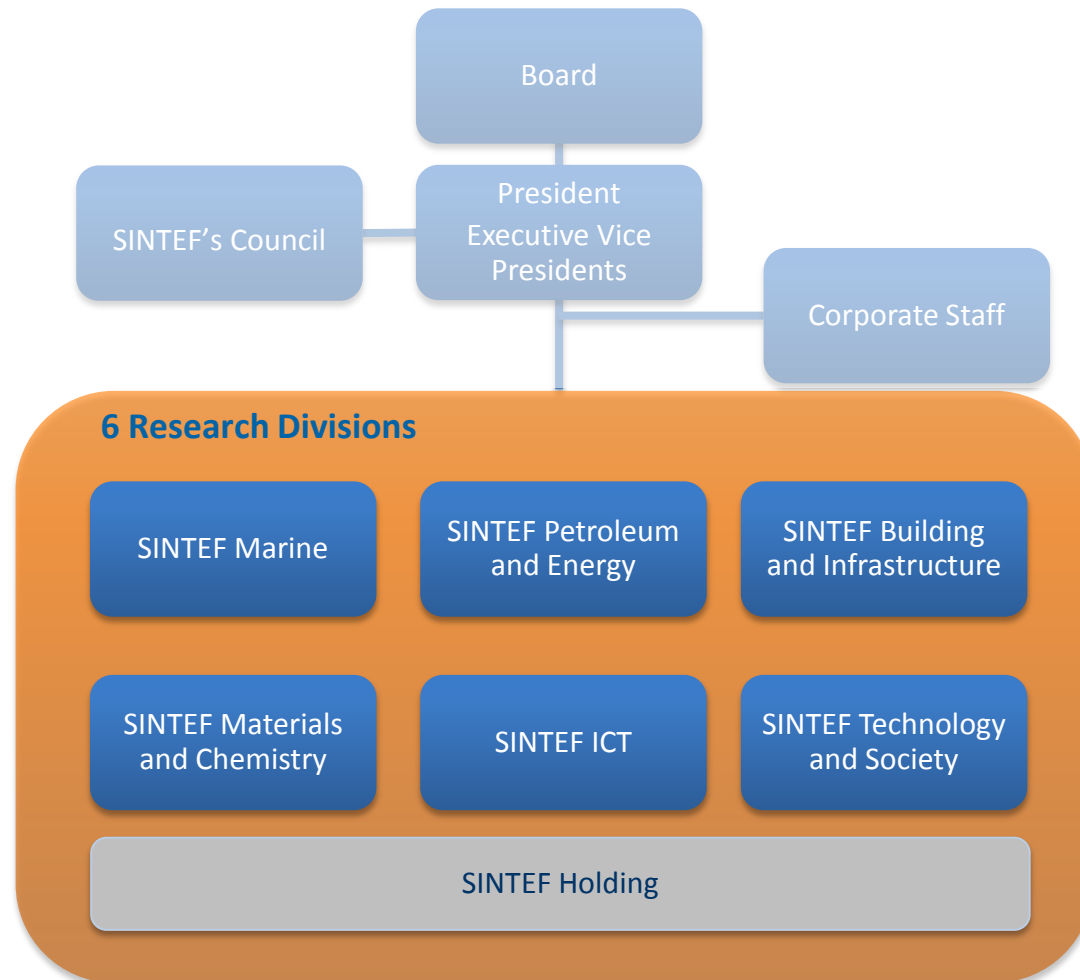 Board
President
Executive Vice
Presidents
SINTEF’s Council
Corporate Staff
6 Research Divisions
SINTEF Marine
SINTEF Petroleum
and Energy
SINTEF Building
and Infrastructure
SINTEF Materials
and Chemistry
SINTEF ICT
SINTEF Technology
and Society
SINTEF Holding